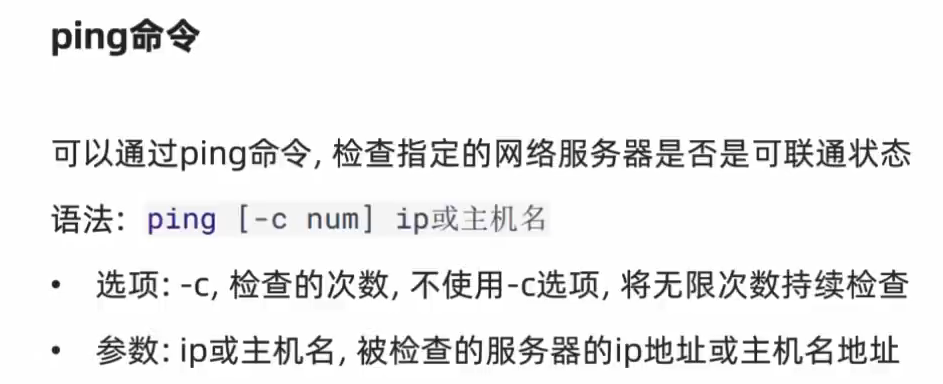 ping命令
可以通过ping命令, 检查指定的网络服务器是否是可联通状态
语法: ping [-c num] ip或主机名
• 选项: -c, 检查的次数, 不使用-c选项, 将无限次数持续检查
• 参数: ip或主机名, 被检查的服务器的ip地址或主机名地址